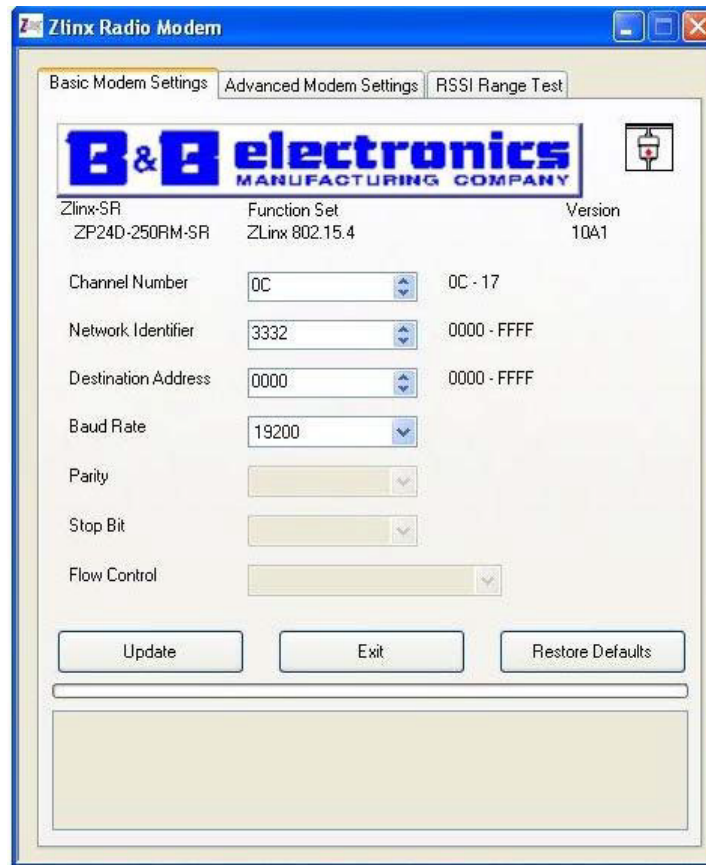 Zlinx Radio Modem
Basic Modem Settings Advanced Modem Settings RSSI Range Test
B&B electronics
MANUFACTURING COMPANY
Zlinx-SR Function Set Version
ZP24D-250RM-SR ZLinx 802.15.4 10A1
Channel Number 0C 0C - 17
Network Identifier 3332 0000 - FFFF
Destination Address 0000 0000 - FFFF
Baud Rate 19200
Parity
Stop Bit
Flow Control
Update Exit Restore Defaults